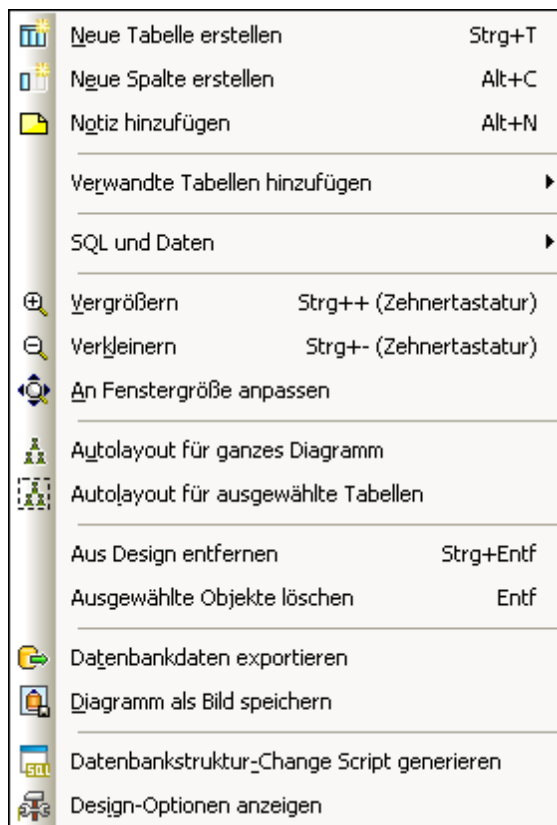 Neue Tabelle erstellen Strg+T
Neue Spalte erstellen Alt+C
Notiz hinzufügen Alt+N
Verwandte Tabellen hinzufügen
SQL und Daten
Vergrößern Strg++ (Zehnertastatur)
Verkleinern Strg+- (Zehnertastatur)
An Fenstergröße anpassen
Autolayout für ganzes Diagramm
Autolayout für ausgewählte Tabellen
Aus Design entfernen Strg+Entf
Ausgewählte Objekte löschen Entf
Datenbankdaten exportieren
Diagramm als Bild speichern
SQL Datenbankstruktur-Change Script generieren
Design-Optionen anzeigen